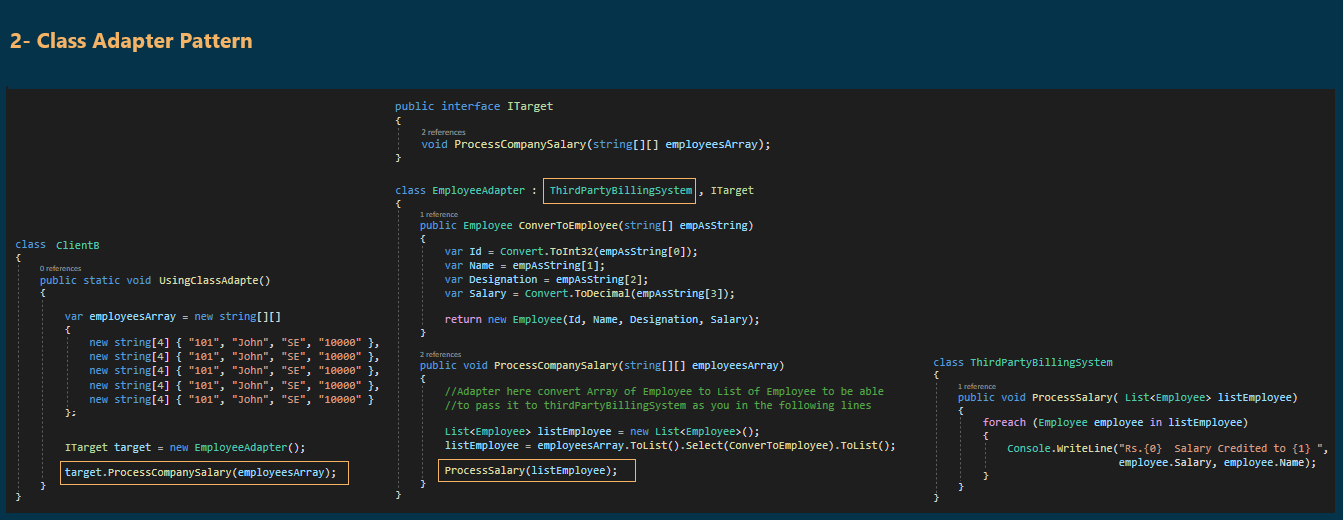 2- Class Adapter Pattern
class ClientB
{
0 references
public static void UsingClassAdapte()
{
var employeesArray = new string[][]
{
new string[4] { "101", "John", "SE", "10000" },
new string[4] { "101", "John", "SE", "10000" },
new string[4] { "101", "John", "SE", "10000" },
new string[4] { "101", "John", "SE", "10000" },
new string[4] { "101", "John", "SE", "10000" }
};
ITarget target = new EmployeeAdapter();
target.ProcessCompanySalary(employeesArray);
}
}
public interface ITarget
{
2 references
void ProcessCompanySalary(string[][] employeesArray);
}
class EmployeeAdapter : ThirdPartyBillingSystem , ITarget
{
1 reference
public Employee ConverToEmployee(string[] empAsString)
{
var Id = Convert.ToInt32(empAsString[0]);
var Name = empAsString[1];
var Designation = empAsString[2];
var Salary = Convert.ToDecimal(empAsString[3]);
return new Employee(Id, Name, Designation, Salary);
}
2 references
public void ProcessCompanySalary(string[][] employeesArray)
{
//Adapter here convert Array of Employee to List of Employee to be able
//to pass it to thirdPartyBillingSystem as you in the following lines
List<Employee> listEmployee = new List<Employee>();
listEmployee = employeesArray.ToList().Select(ConverToEmployee).ToList();
ProcessSalary(listEmployee);
}
}
class ThirdPartyBillingSystem
{
1 reference
public void ProcessSalary( List<Employee> listEmployee)
{
foreach (Employee employee in listEmployee)
{
Console.WriteLine("Rs.{0}  Salary Credited to {1} ",
employee.Salary, employee.Name);
}
}
}